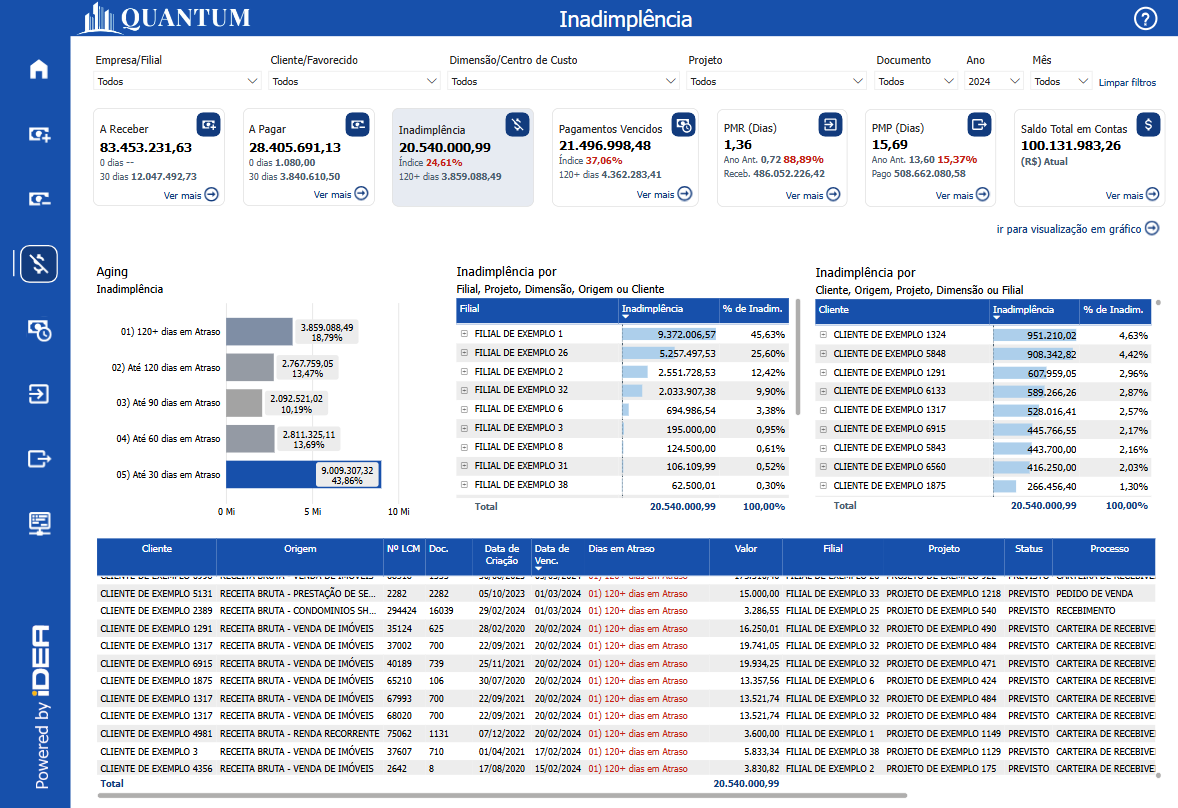 QUANTUM
Inadimplência
Empresa/Filial Cliente/Favorecido Dimensão/Centro de Custo Projeto Documento Ano Mês
Todos Todos Todos Todos Todos 2024 Todos Limpar filtros
A Receber
83.453.231,63
0 dias --
30 dias 12.047.492,73
Ver mais
A Pagar
28.405.691,13
0 dias 1.080,00
30 dias 3.840.610,50
Ver mais
Inadimplência
20.540.000,99
Índice 24,61%
120+ dias 3.859.088,49
Pagamentos Vencidos
21.496.998,48
Índice 37,06%
120+ dias 4.362.283,41
Ver mais
PMR (Dias)
1,36
Ano Ant. 0,72 88,89%
Receb. 486.052.226,42
Ver mais
PMP (Dias)
15,69
Ano Ant. 13,60 15,37%
Pago 508.662.080,58
Ver mais
Saldo Total em Contas
100.131.983,26
(R$) Atual
Ver mais
ir para visualização em gráfico
Aging
Inadimplência
01) 120+ dias em Atraso 3.859.088,49
18,79%
02) Até 120 dias em Atraso 2.767.759,05
13,47%
03) Até 90 dias em Atraso 2.092.521,02
10,19%
04) Até 60 dias em Atraso 2.811.325,11
13,69%
05) Até 30 dias em Atraso 9.009.307,32
43,86%
0 Mi 5 Mi 10 Mi
Inadimplência por
Filial, Projeto, Dimensão, Origem ou Cliente
Filial Inadimplência % de Inadim.
FILIAL DE EXEMPLO 1 9.372.006,57 45,63%
FILIAL DE EXEMPLO 26 5.257.497,53 25,60%
FILIAL DE EXEMPLO 2 2.551.728,53 12,42%
FILIAL DE EXEMPLO 32 2.033.907,38 9,90%
FILIAL DE EXEMPLO 6 694.986,54 3,38%
FILIAL DE EXEMPLO 3 195.000,00 0,95%
FILIAL DE EXEMPLO 8 124.500,00 0,61%
FILIAL DE EXEMPLO 31 106.109,99 0,52%
FILIAL DE EXEMPLO 38 62.500,01 0,30%
Total 20.540.000,99 100,00%
Inadimplência por
Cliente, Origem, Projeto, Dimensão ou Filial
Cliente Inadimplência % de Inadim.
CLIENTE DE EXEMPLO 1324 951.210,02 4,63%
CLIENTE DE EXEMPLO 5848 908.342,82 4,42%
CLIENTE DE EXEMPLO 1291 607.959,05 2,96%
CLIENTE DE EXEMPLO 6133 589.266,26 2,87%
CLIENTE DE EXEMPLO 1317 528.016,41 2,57%
CLIENTE DE EXEMPLO 6915 445.766,55 2,17%
CLIENTE DE EXEMPLO 5843 443.700,00 2,16%
CLIENTE DE EXEMPLO 6560 416.250,00 2,03%
CLIENTE DE EXEMPLO 1875 266.456,40 1,30%
Total 20.540.000,99 100,00%
Cliente Origem Nº LCM Doc. Data de Criação Data de Venc. Dias em Atraso Valor Filial Projeto Status Processo
CLIENTE DE EXEMPLO 5131 RECEITA BRUTA - PRESTAÇÃO DE SE... 2282 2282 05/10/2023 01/03/2024 01) 120+ dias em Atraso 15.000,00 FILIAL DE EXEMPLO 33 PROJETO DE EXEMPLO 1218 PREVISTO PEDIDO DE VENDA
CLIENTE DE EXEMPLO 2389 RECEITA BRUTA - CONDOMINIOS SH... 294424 16039 29/02/2024 01/03/2024 01) 120+ dias em Atraso 3.286,55 FILIAL DE EXEMPLO 25 PROJETO DE EXEMPLO 540 PREVISTO RECEBIMENTO
CLIENTE DE EXEMPLO 1291 RECEITA BRUTA - VENDA DE IMÓVEIS 35124 625 28/02/2020 20/02/2024 01) 120+ dias em Atraso 16.250,01 FILIAL DE EXEMPLO 32 PROJETO DE EXEMPLO 490 PREVISTO CARTEIRA DE RECEBIVEI
CLIENTE DE EXEMPLO 1317 RECEITA BRUTA - VENDA DE IMÓVEIS 37002 700 22/09/2021 20/02/2024 01) 120+ dias em Atraso 19.741,05 FILIAL DE EXEMPLO 32 PROJETO DE EXEMPLO 484 PREVISTO CARTEIRA DE RECEBIVEI
CLIENTE DE EXEMPLO 6915 RECEITA BRUTA - VENDA DE IMÓVEIS 40189 739 25/11/2021 20/02/2024 01) 120+ dias em Atraso 19.934,25 FILIAL DE EXEMPLO 32 PROJETO DE EXEMPLO 471 PREVISTO CARTEIRA DE RECEBIVEI
CLIENTE DE EXEMPLO 1875 RECEITA BRUTA - VENDA DE IMÓVEIS 65210 106 30/07/2020 20/02/2024 01) 120+ dias em Atraso 13.357,56 FILIAL DE EXEMPLO 6 PROJETO DE EXEMPLO 424 PREVISTO CARTEIRA DE RECEBIVEI
CLIENTE DE EXEMPLO 1317 RECEITA BRUTA - VENDA DE IMÓVEIS 67993 700 22/09/2021 20/02/2024 01) 120+ dias em Atraso 13.521,74 FILIAL DE EXEMPLO 32 PROJETO DE EXEMPLO 484 PREVISTO CARTEIRA DE RECEBIVEI
CLIENTE DE EXEMPLO 1317 RECEITA BRUTA - VENDA DE IMÓVEIS 68020 700 22/09/2021 20/02/2024 01) 120+ dias em Atraso 13.521,74 FILIAL DE EXEMPLO 32 PROJETO DE EXEMPLO 484 PREVISTO CARTEIRA DE RECEBIVEI
CLIENTE DE EXEMPLO 4981 RECEITA BRUTA - RENDA RECORRENTE 75062 1131 07/12/2022 20/02/2024 01) 120+ dias em Atraso 3.600,00 FILIAL DE EXEMPLO 1 PROJETO DE EXEMPLO 1149 PREVISTO CARTEIRA DE RECEBIVEI
CLIENTE DE EXEMPLO 3 RECEITA BRUTA - VENDA DE IMÓVEIS 37607 710 01/04/2021 17/02/2024 01) 120+ dias em Atraso 5.833,34 FILIAL DE EXEMPLO 38 PROJETO DE EXEMPLO 1129 PREVISTO CARTEIRA DE RECEBIVEI
CLIENTE DE EXEMPLO 4356 RECEITA BRUTA - VENDA DE IMÓVEIS 2642 8 17/08/2020 15/02/2024 01) 120+ dias em Atraso 3.830,82 FILIAL DE EXEMPLO 2 PROJETO DE EXEMPLO 175 PREVISTO CARTEIRA DE RECEBIVEI
Total 20.540.000,99
Powered by iDEA